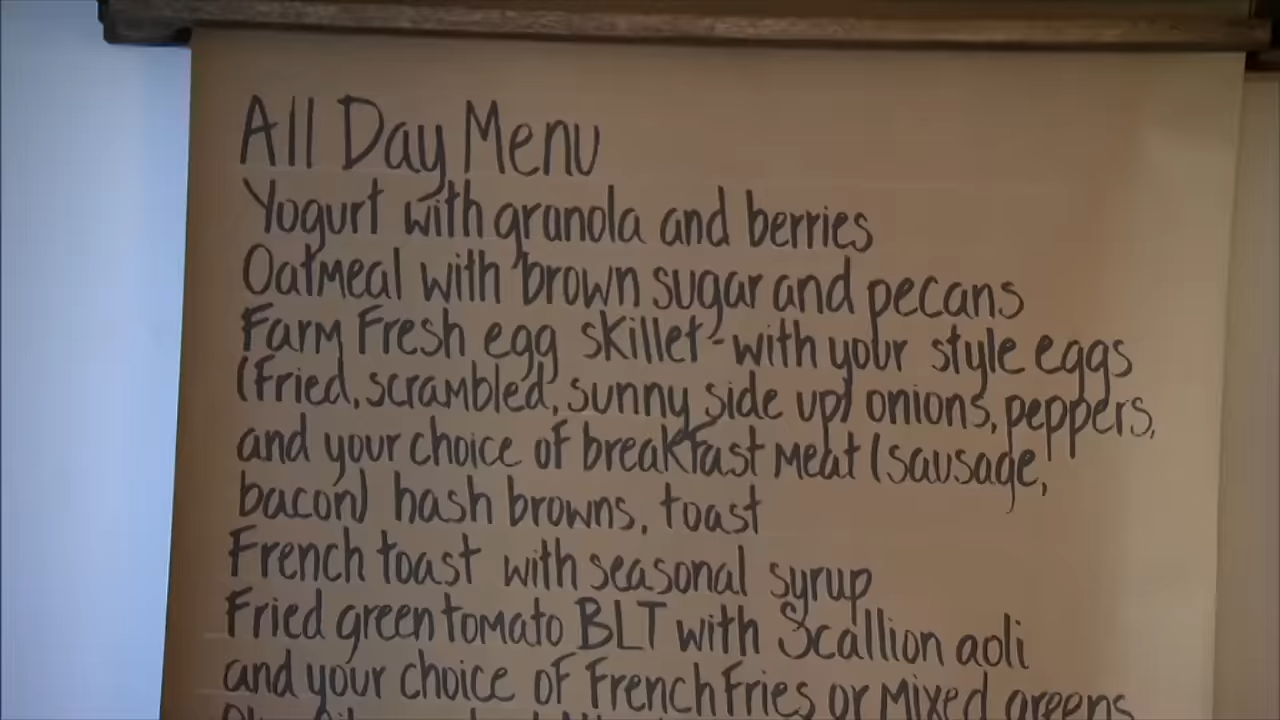 All Day Menu
Yogurt with granola and berries
Oatmeal with brown sugar and pecans
Farm Fresh egg skillet-with your style eggs
(Fried, scrambled, sunny side up) onions, peppers,
and your choice of breakfast meat (sausage,
bacon) hash browns, toast
French toast with seasonal syrup
Fried green tomato BLT with Scallion aoli
and your choice of French Fries or Mixed greens